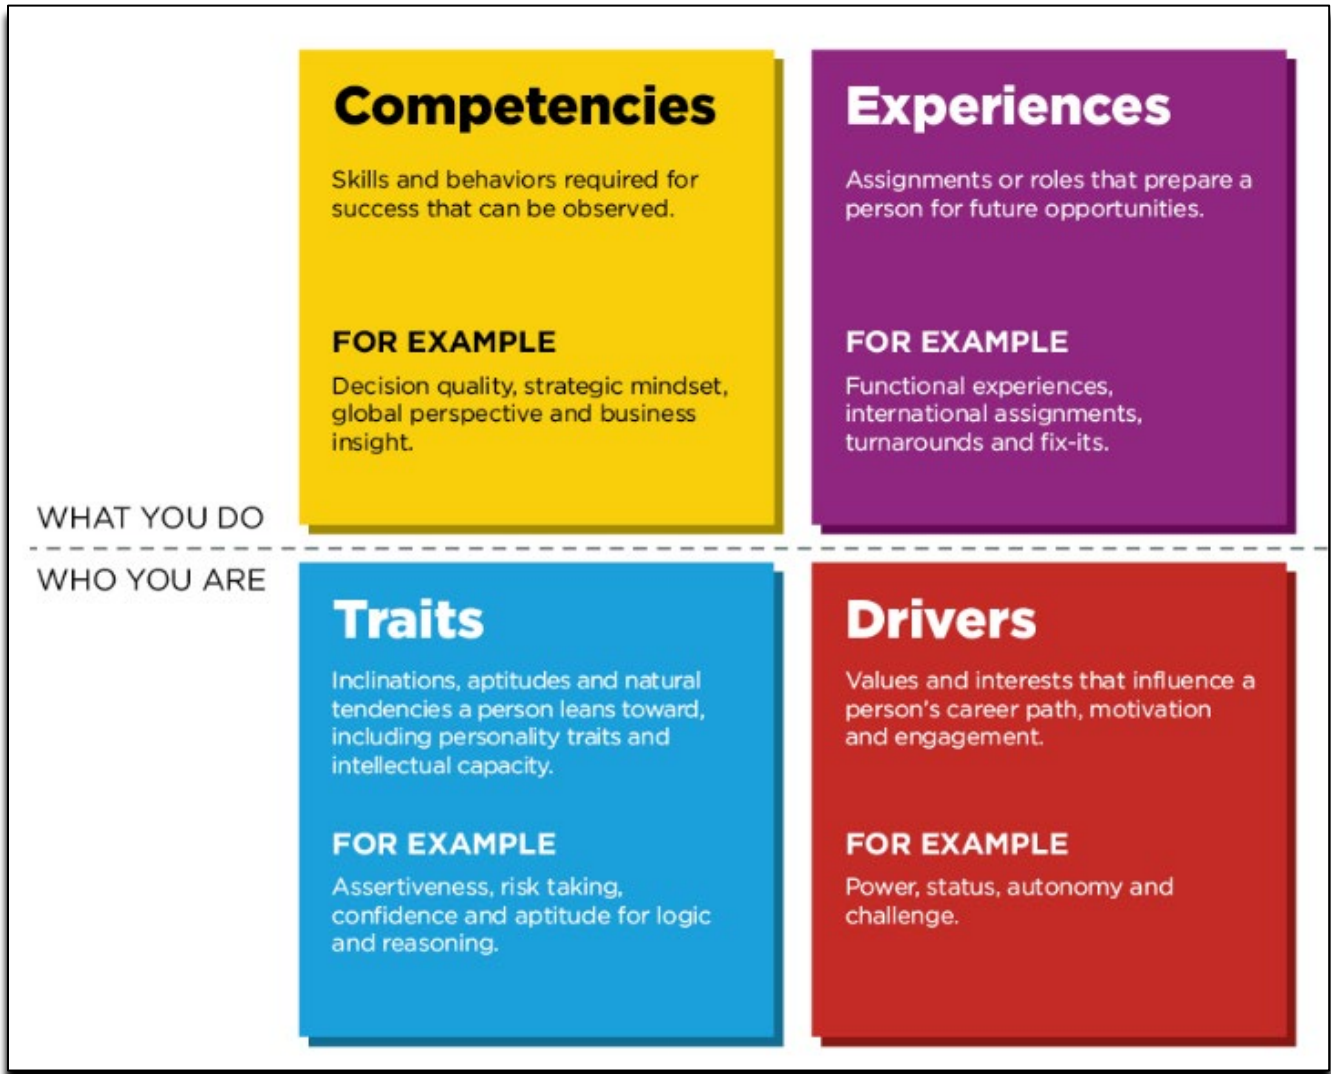 Competencies
Skills and behaviors required for
success that can be observed.
FOR EXAMPLE
Decision quality, strategic mindset,
global perspective and business
insight.
Experiences
Assignments or roles that prepare a
person for future opportunities.
FOR EXAMPLE
Functional experiences,
international assignments,
turnarounds and fix-its.
WHAT YOU DO
WHO YOU ARE
Traits
Inclinations, aptitudes and natural
tendencies a person leans toward,
including personality traits and
intellectual capacity.
FOR EXAMPLE
Assertiveness, risk taking,
confidence and aptitude for logic
and reasoning.
Drivers
Values and interests that influence a
person’s career path, motivation
and engagement.
FOR EXAMPLE
Power, status, autonomy and
challenge.